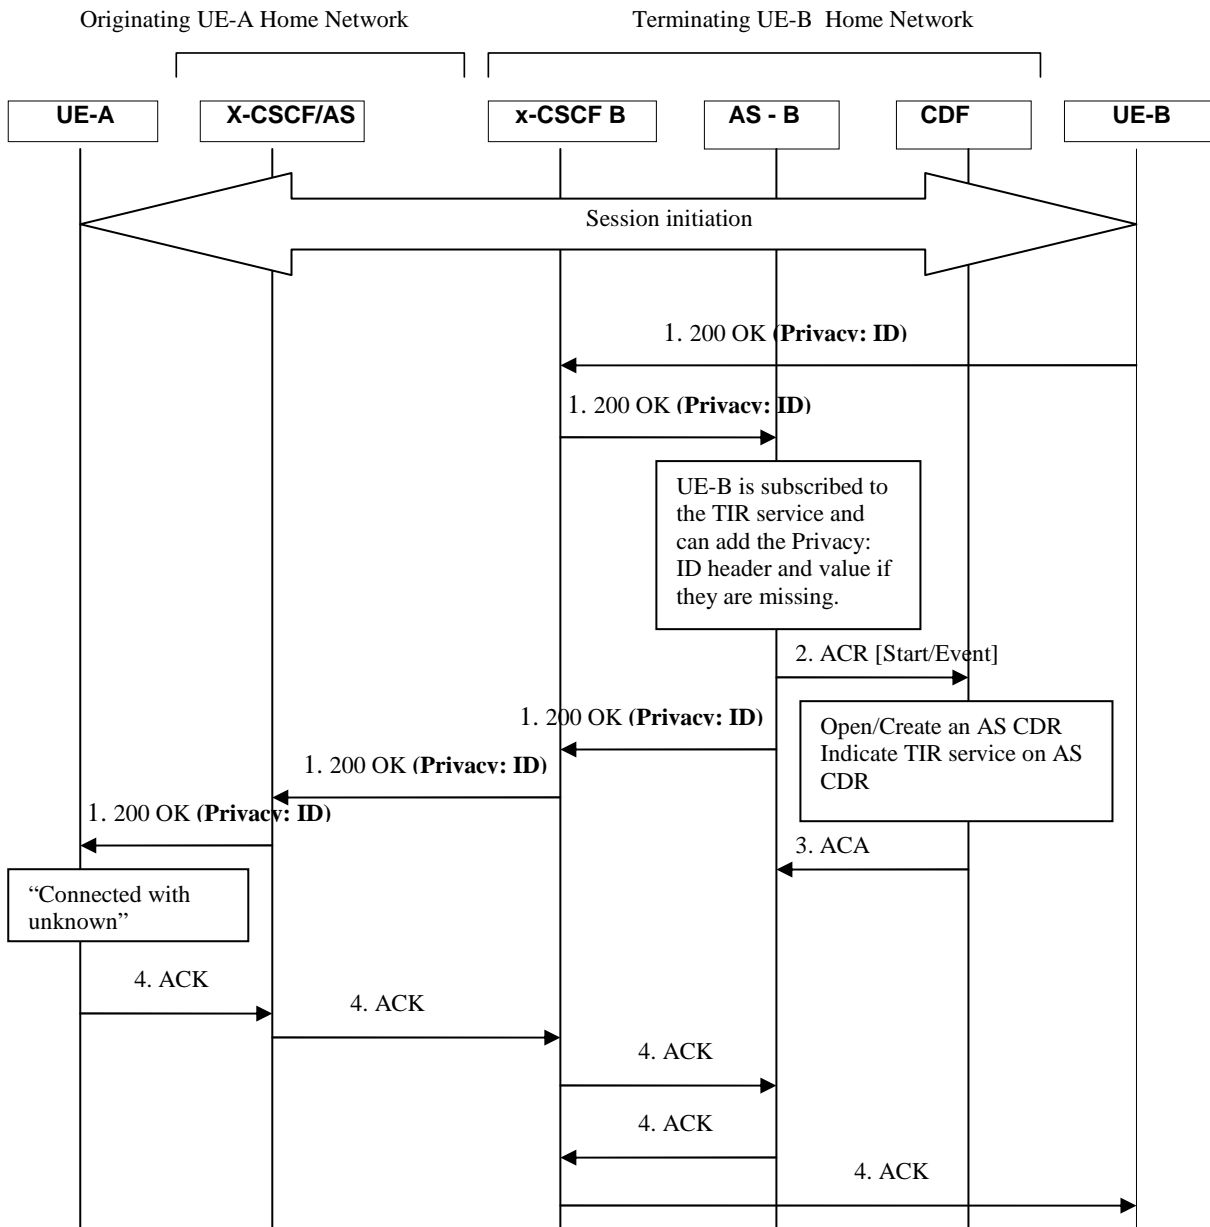 Originating UE-A Home Network
Terminating UE-B Home Network
UE-A
X-CSCF/AS
x-CSCF B
AS - B
CDF
UE-B
Session initiation
1. 200 OK (Privacy: ID)
1. 200 OK (Privacy: ID)
UE-B is subscribed to
the TIR service and
can add the Privacy:
ID header and value if
they are missing.
2. ACR [Start/Event]
1. 200 OK (Privacy: ID)
Open/Create an AS CDR
Indicate TIR service on AS
CDR
1. 200 OK (Privacy: ID)
1. 200 OK (Privacy: ID)
3. ACA
“Connected with
unknown”
4. ACK
4. ACK
4. ACK
4. ACK
4. ACK